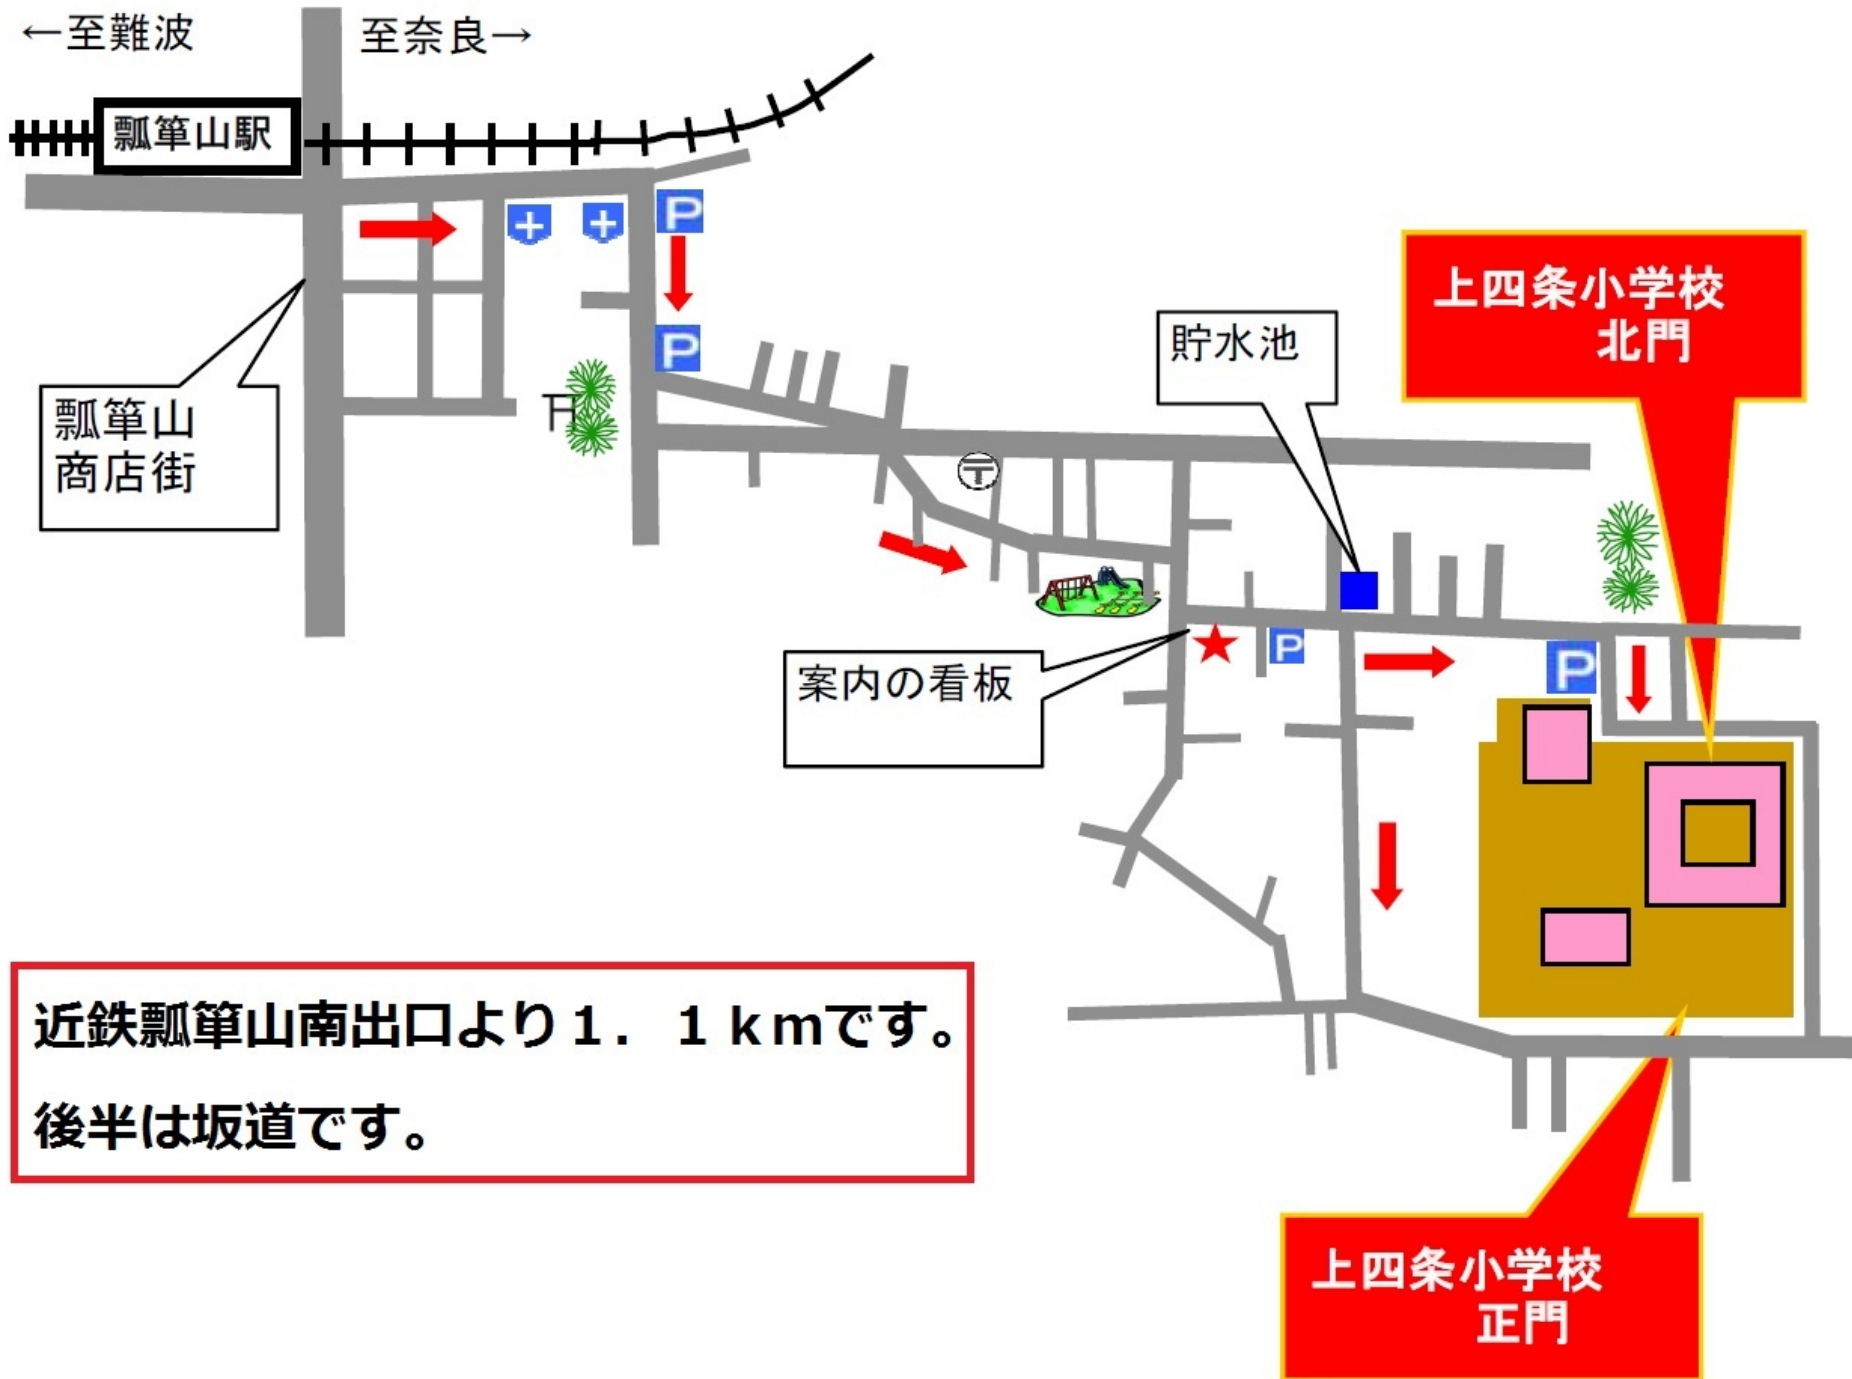 ←至難波
至奈良→
瓢箪山駅
P
P
上四条小学校
北門
貯水池
瓢箪山
商店街
〒
案内の看板
P
P
近鉄瓢箪山南出口より１．１ｋｍです。
後半は坂道です。
上四条小学校
正門